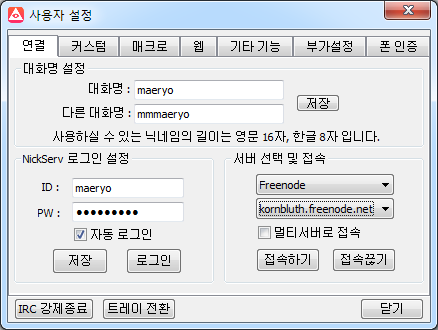 사용자 설정
연결 커스텀 매크로 웹 기타 기능 부가설정 폰 인증
대화명 설정
대화명 : maeryo
다른 대화명 : mmmaeryo
저장
사용하실 수 있는 닉네임의 길이는 영문 16자, 한글 8자 입니다.
NickServ 로그인 설정
ID : maeryo
PW : ●●●●●●●●●
자동 로그인
저장 로그인
서버 선택 및 접속
Freenode
kornbluth.freenode.net
멀티서버로 접속
접속하기 접속끊기
IRC 강제종료 트레이 전환 닫기